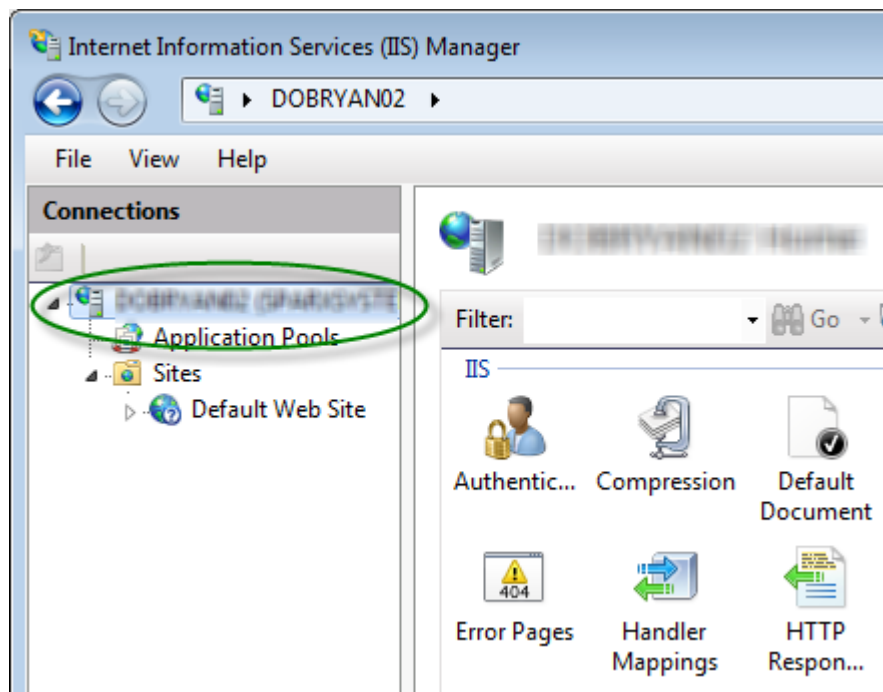 Internet Information Services (IIS) Manager
DOBRYAN02
File View Help
Connections
Filter: Go
Application Pools
IIS
Sites
Default Web Site
Authentic... Compression Default Document
Error Pages Handler Mappings HTTP Respon...
404